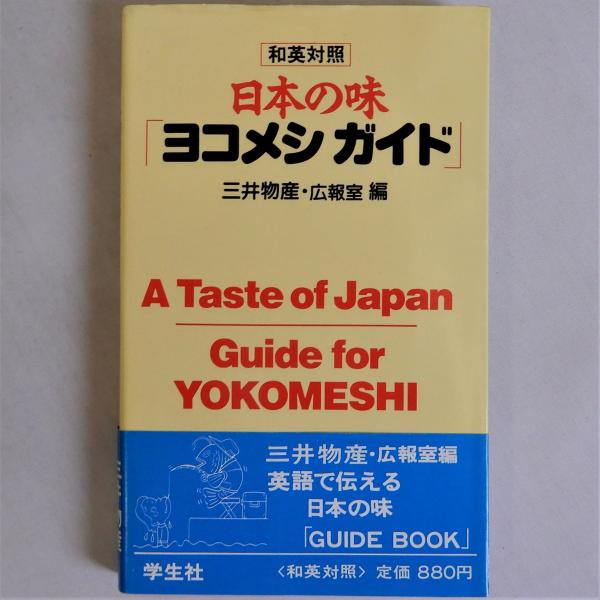 和英対照
日本の味
「ヨコメシ ガイド」
三井物産・広報室 編
A Taste of Japan
Guide for
YOKOMESHI
三井物産・広報室編
英語で伝える
日本の味
「GUIDE BOOK」
学生社
〈和英対照〉 定価 880円